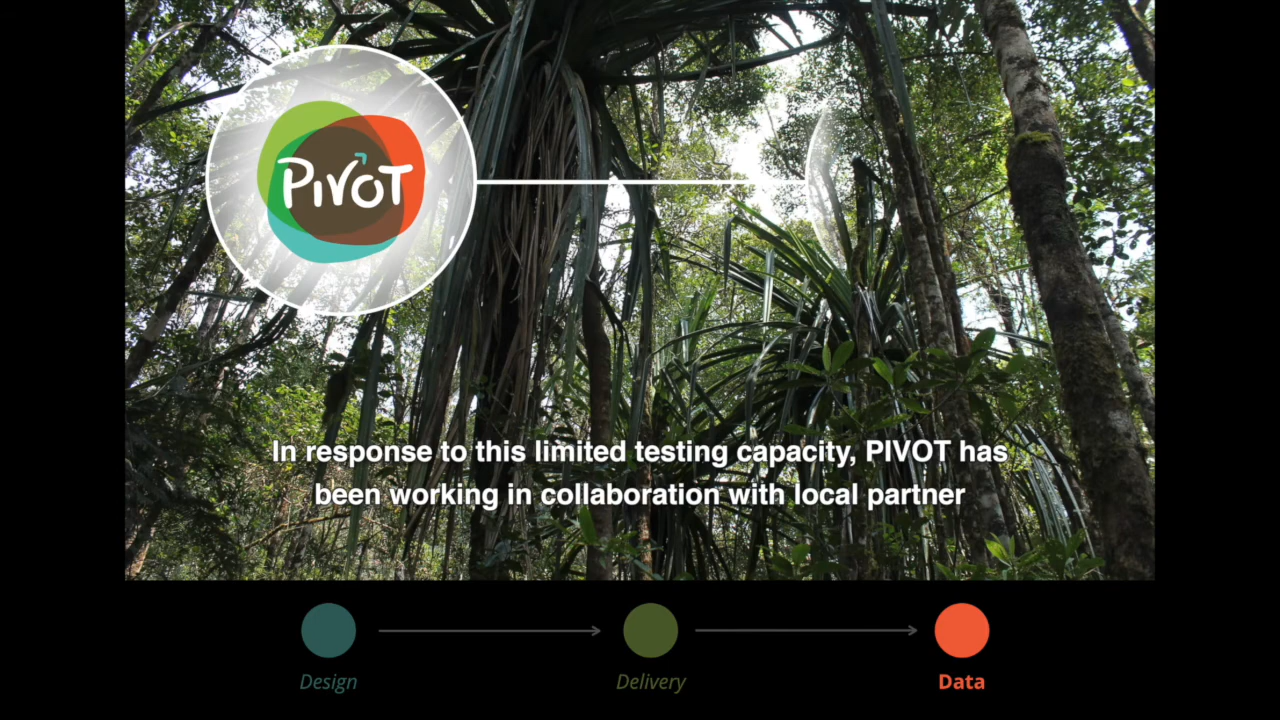 PIVOT
In response to this limited testing capacity, PIVOT has
been working in collaboration with local partner
Design
Delivery
Data